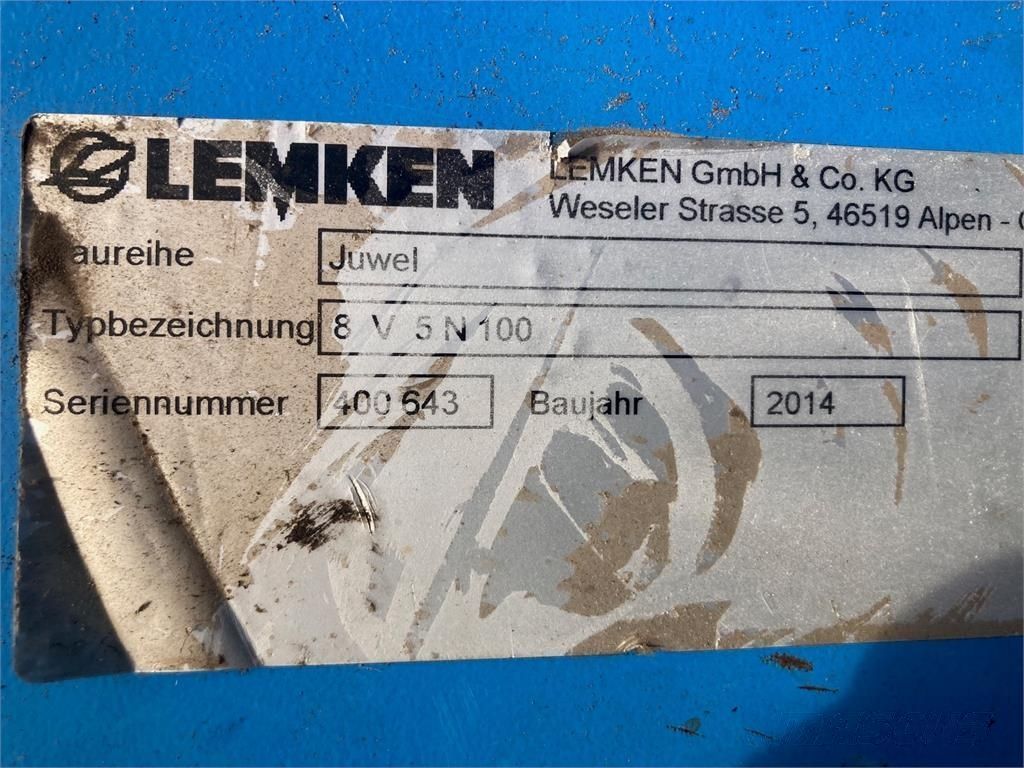 LEMKEN
LEMKEN GmbH & Co. KG
Weseler Strasse 5, 46519 Alpen -
aureihe Juwel
Typbezeichnung 8 V 5 N 100
Seriennummer 400 643 Baujahr 2014